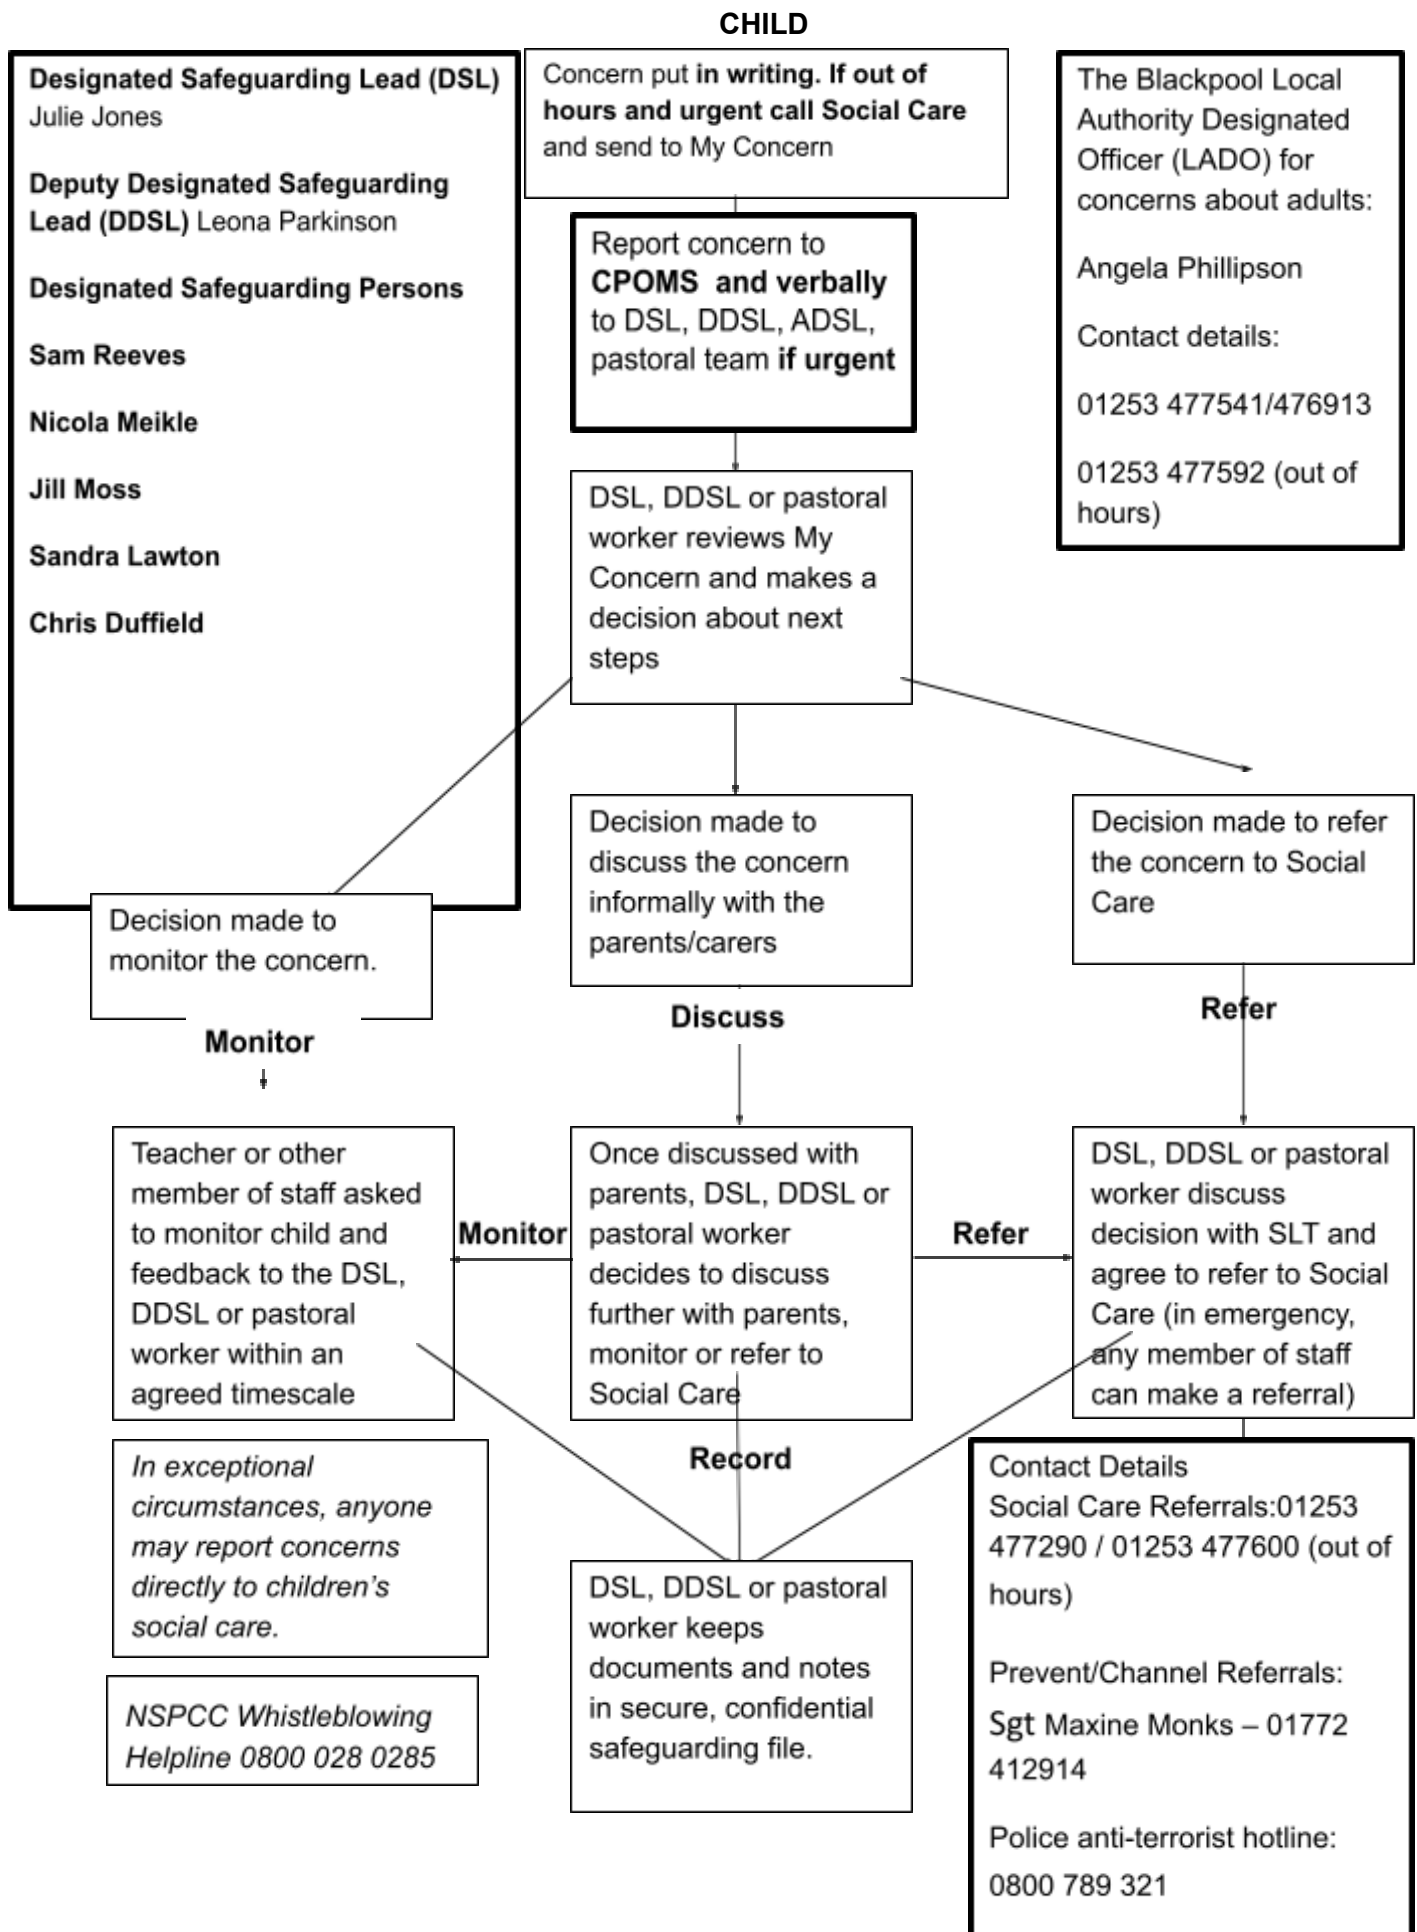 CHILD
Designated Safeguarding Lead (DSL)
Julie Jones
Deputy Designated Safeguarding
Lead (DDSL) Leona Parkinson
Designated Safeguarding Persons
Sam Reeves
Nicola Meikle
Jill Moss
Sandra Lawton
Chris Duffield
Concern put in writing. If out of
hours and urgent call Social Care
and send to My Concern
The Blackpool Local
Authority Designated
Officer (LADO) for
concerns about adults:
Angela Phillipson
Contact details:
01253 477541/476913
01253 477592 (out of
hours)
Report concern to
CPOMS  and verbally
to DSL, DDSL, ADSL,
pastoral team if urgent
DSL, DDSL or pastoral
worker reviews My
Concern and makes a
decision about next
steps
Decision made to
monitor the concern.
Decision made to
discuss the concern
informally with the
parents/carers
Decision made to refer
the concern to Social
Care
Monitor
Discuss
Refer
Teacher or other
member of staff asked
to monitor child and
feedback to the DSL,
DDSL or pastoral
worker within an
agreed timescale
Monitor
Once discussed with
parents, DSL, DDSL or
pastoral worker
decides to discuss
further with parents,
monitor or refer to
Social Care
Refer
DSL, DDSL or pastoral
worker discuss
decision with SLT and
agree to refer to Social
Care (in emergency,
any member of staff
can make a referral)
In exceptional
circumstances, anyone
may report concerns
directly to children's
social care.
Record
Contact Details
Social Care Referrals:01253
477290 / 01253 477600 (out of
hours)
Prevent/Channel Referrals:
Sgt Maxine Monks – 01772
412914
Police anti-terrorist hotline:
0800 789 321
DSL, DDSL or pastoral
worker keeps
documents and notes
in secure, confidential
safeguarding file.
NSPCC Whistleblowing
Helpline 0800 028 0285